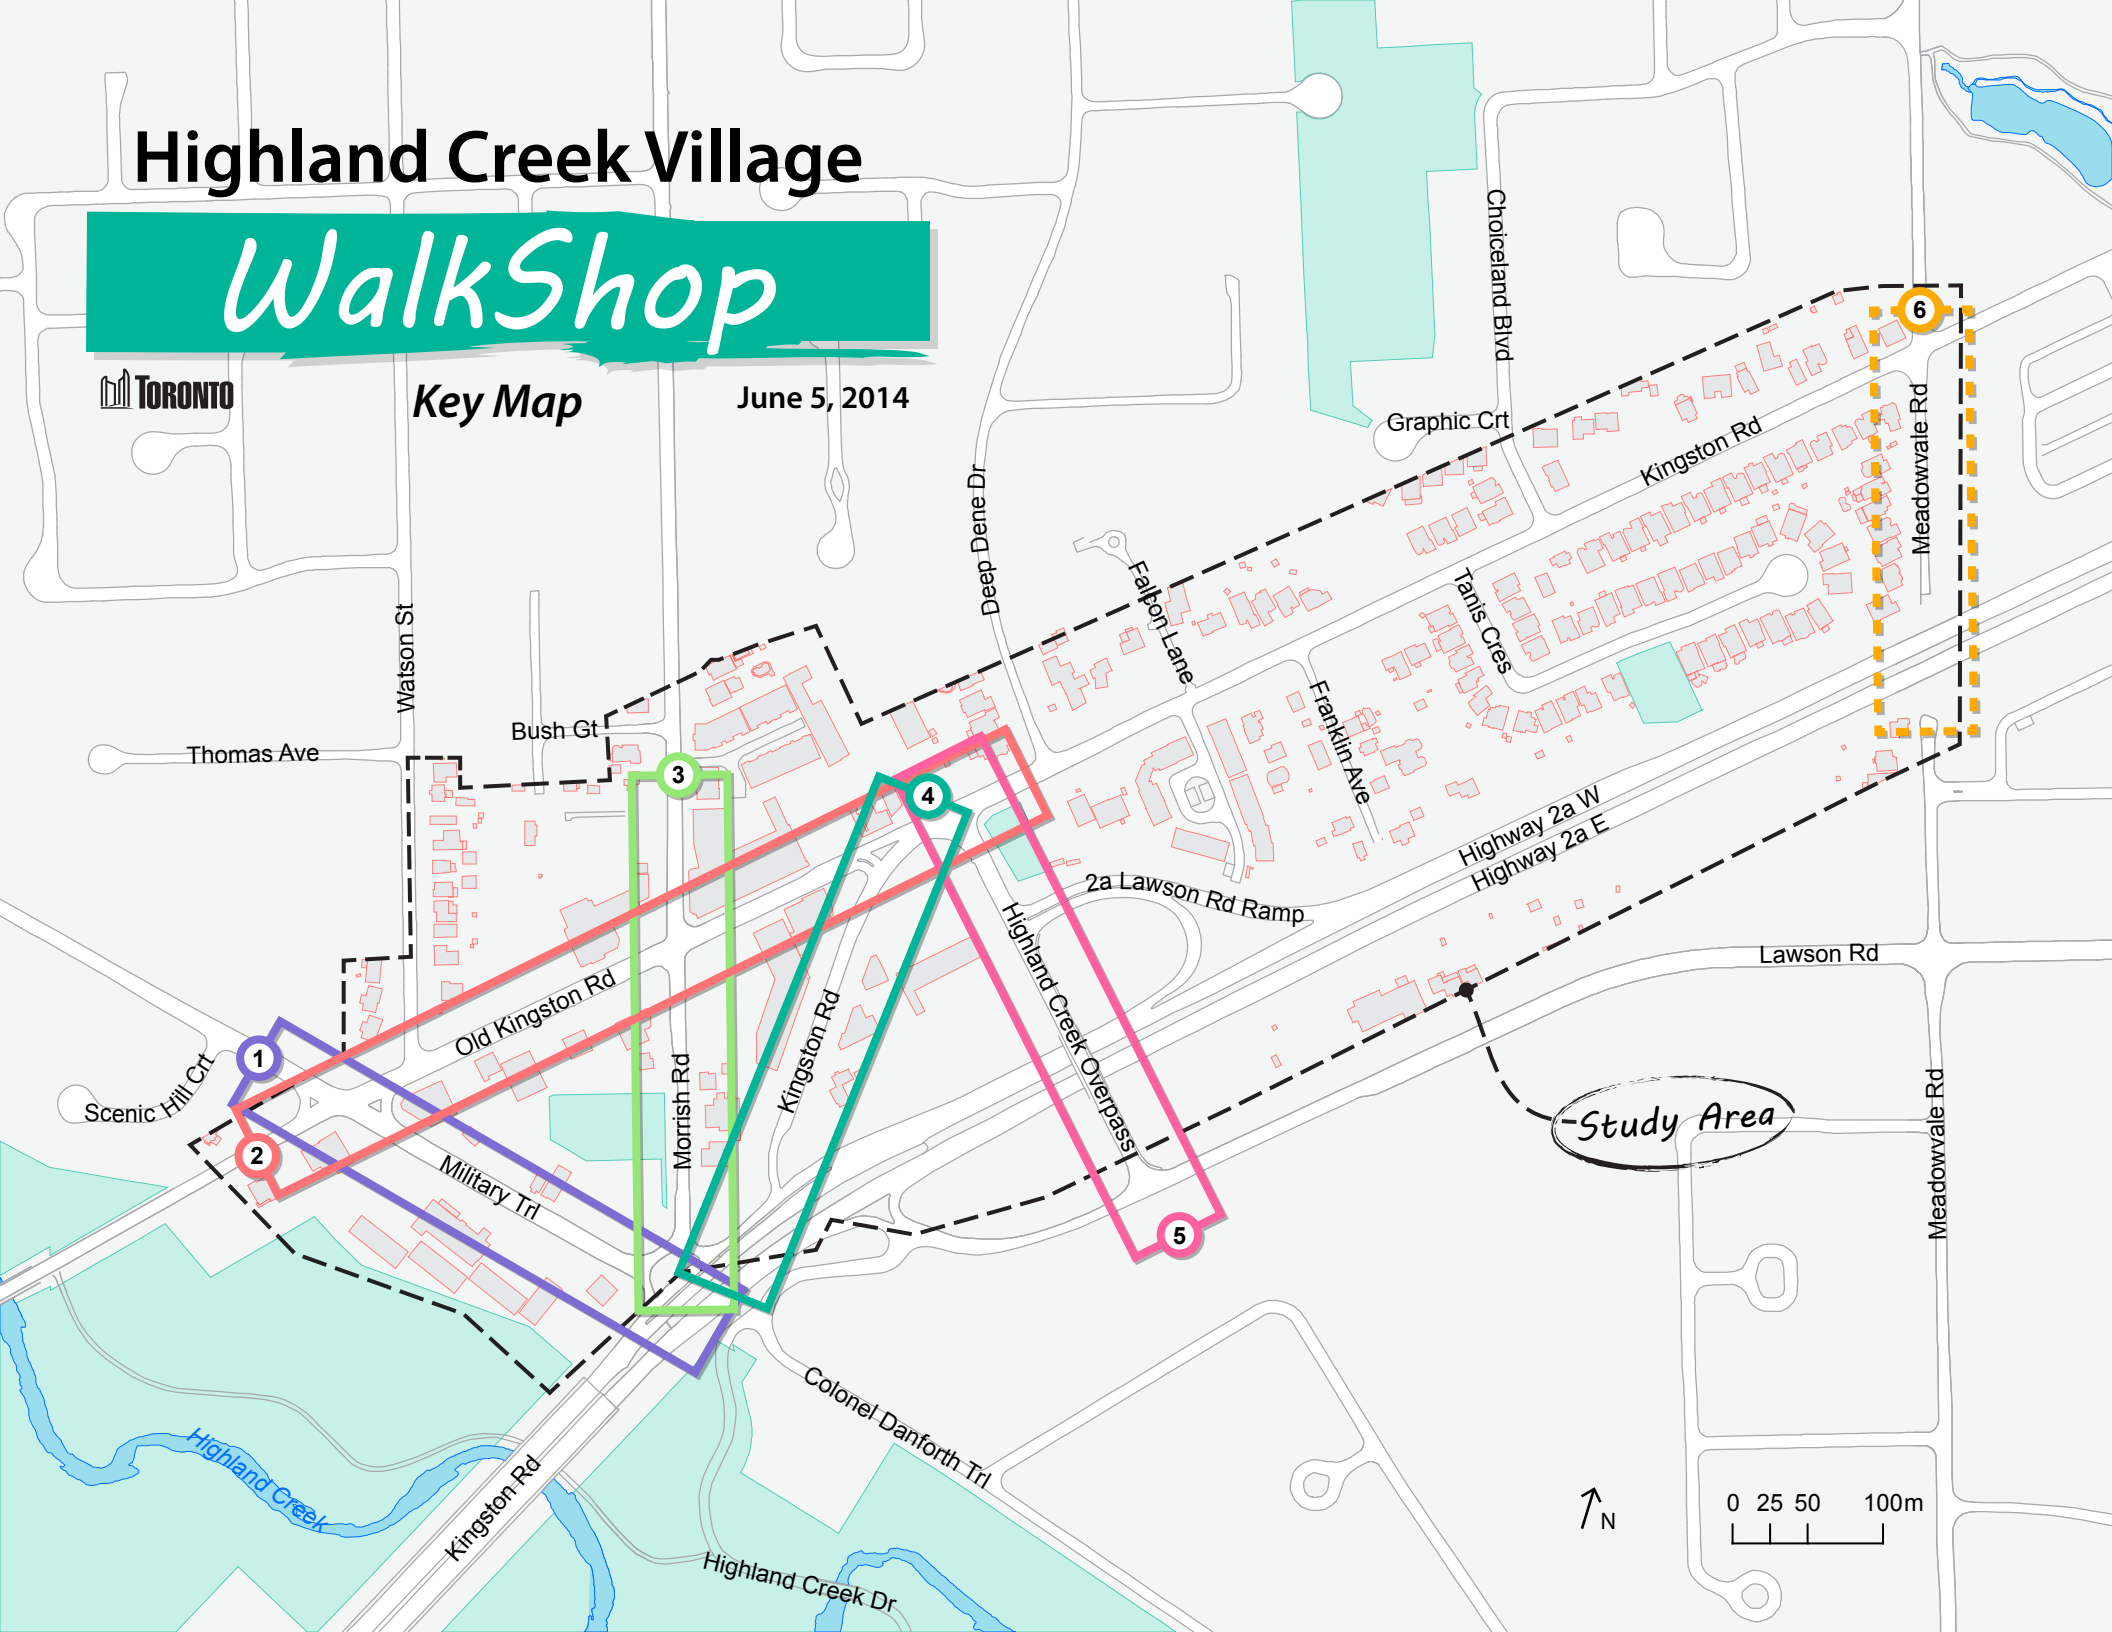 Highland Creek Village
WalkShop
TORONTO
Key Map
June 5, 2014
Choiceland Blvd
Graphic Crt
Kingston Rd
Meadowvale Rd
6
Deep Dene Dr
Falcon Lane
Tanis Cres
Franklin Ave
Watson St
Bush Gt
Thomas Ave
3
4
Highway 2a W
Highway 2a E
2a Lawson Rd Ramp
Highland Creek Overpass
Lawson Rd
Old Kingston Rd
Kingston Rd
Morrish Rd
1
Scenic Hill Crt
2
Military Trl
5
Study Area
Meadowvale Rd
Colonel Danforth Trl
Highland Creek
Kingston Rd
Highland Creek Dr
N
0 25 50 100m